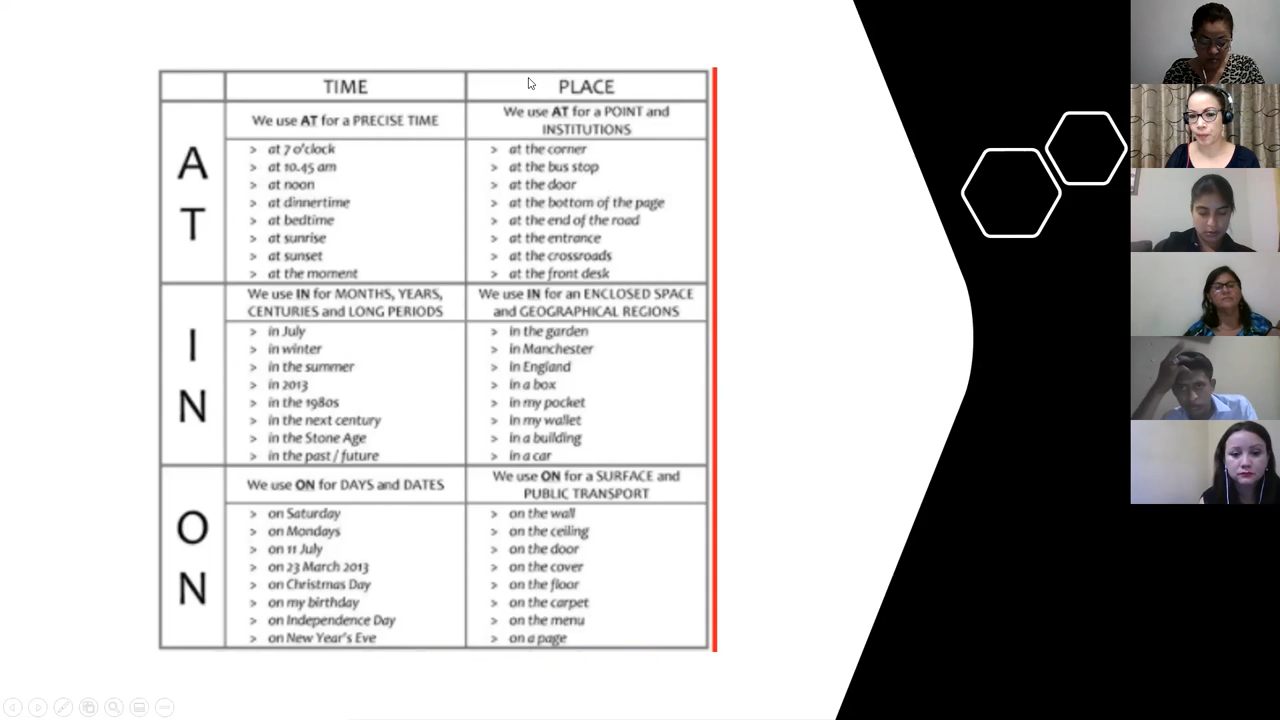 TIME PLACE
A
T
We use AT for a PRECISE TIME
> at 7 o'clock
> at 10.45 am
> at noon
> at dinnertime
> at bedtime
> at sunrise
> at sunset
> at the moment
We use AT for a POINT and
INSTITUTIONS
> at the corner
> at the bus stop
> at the door
> at the bottom of the page
> at the end of the road
> at the entrance
> at the crossroads
> at the front desk
I
N
We use IN for MONTHS, YEARS,
CENTURIES and LONG PERIODS
> in July
> in winter
> in the summer
> in 2013
> in the 1980s
> in the next century
> in the Stone Age
> in the past / future
We use IN for an ENCLOSED SPACE
and GEOGRAPHICAL REGIONS
> in the garden
> in Manchester
> in England
> in a box
> in my pocket
> in my wallet
> in a building
> in a car
O
N
We use ON for DAYS and DATES
> on Saturday
> on Mondays
> on 11 July
> on 23 March 2013
> on Christmas Day
> on my birthday
> on Independence Day
> on New Year's Eve
We use ON for a SURFACE and
PUBLIC TRANSPORT
> on the wall
> on the ceiling
> on the door
> on the cover
> on the floor
> on the carpet
> on the menu
> on a page